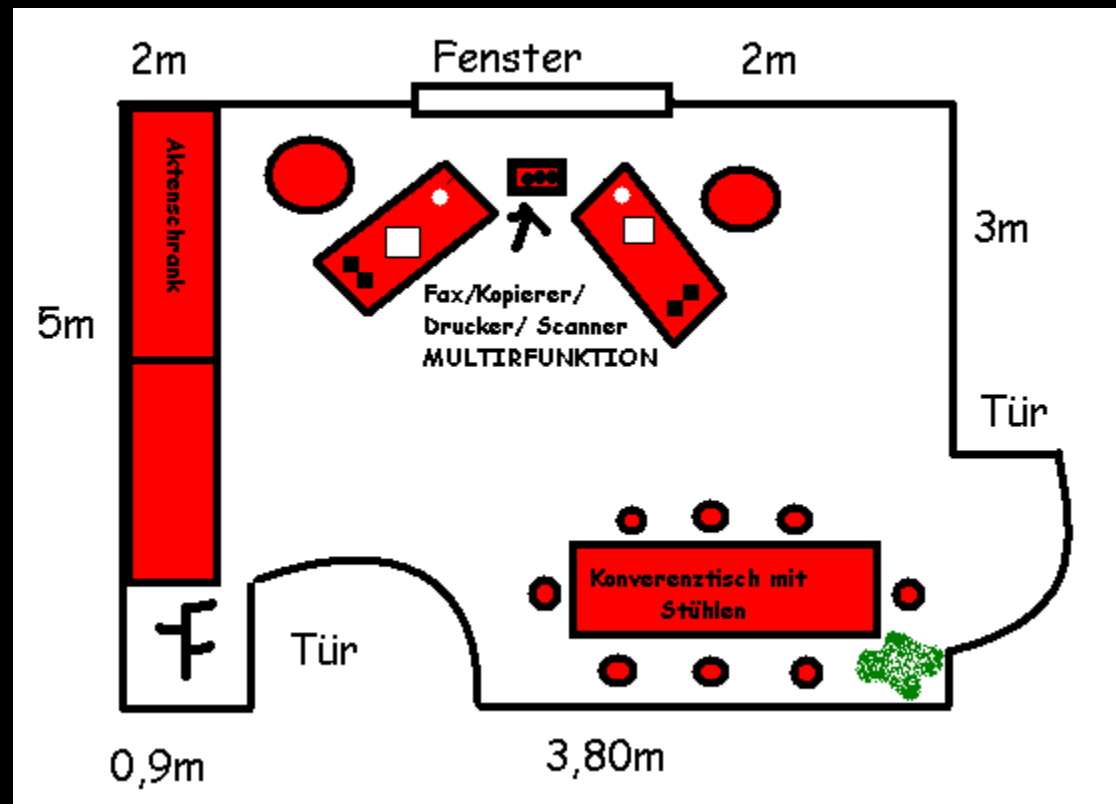 2m
Fenster
2m
Aktenschrank
3m
5m
Fax/Kopierer/
Drucker/ Scanner
MULTIRFUNKTION
Tür
Konverenztisch mit
Stühlen
Tür
0,9m
3,80m